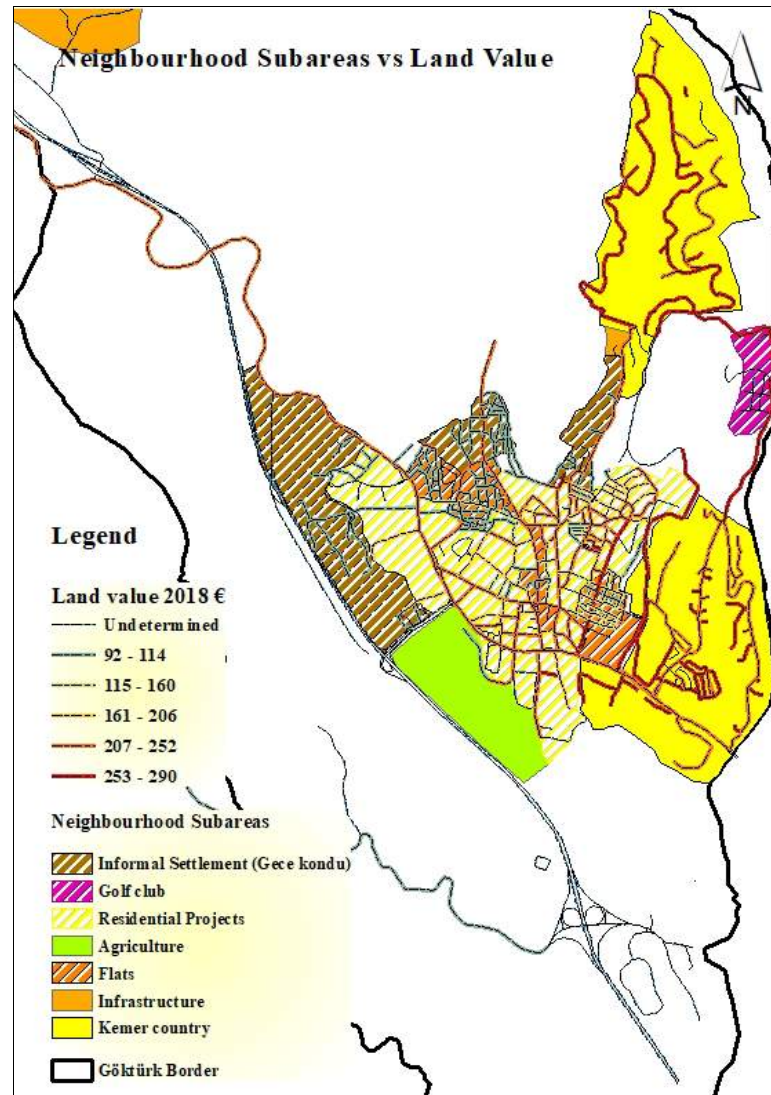 Neighbourhood Subareas vs Land Value
N
Legend
Land value 2018 €
Undetermined
92 - 114
115 - 160
161 - 206
207 - 252
253 - 290
Neighbourhood Subareas
Informal Settlement (Gece kondu)
Golf club
Residential Projects
Agriculture
Flats
Infrastructure
Kemer country
Göktürk Border